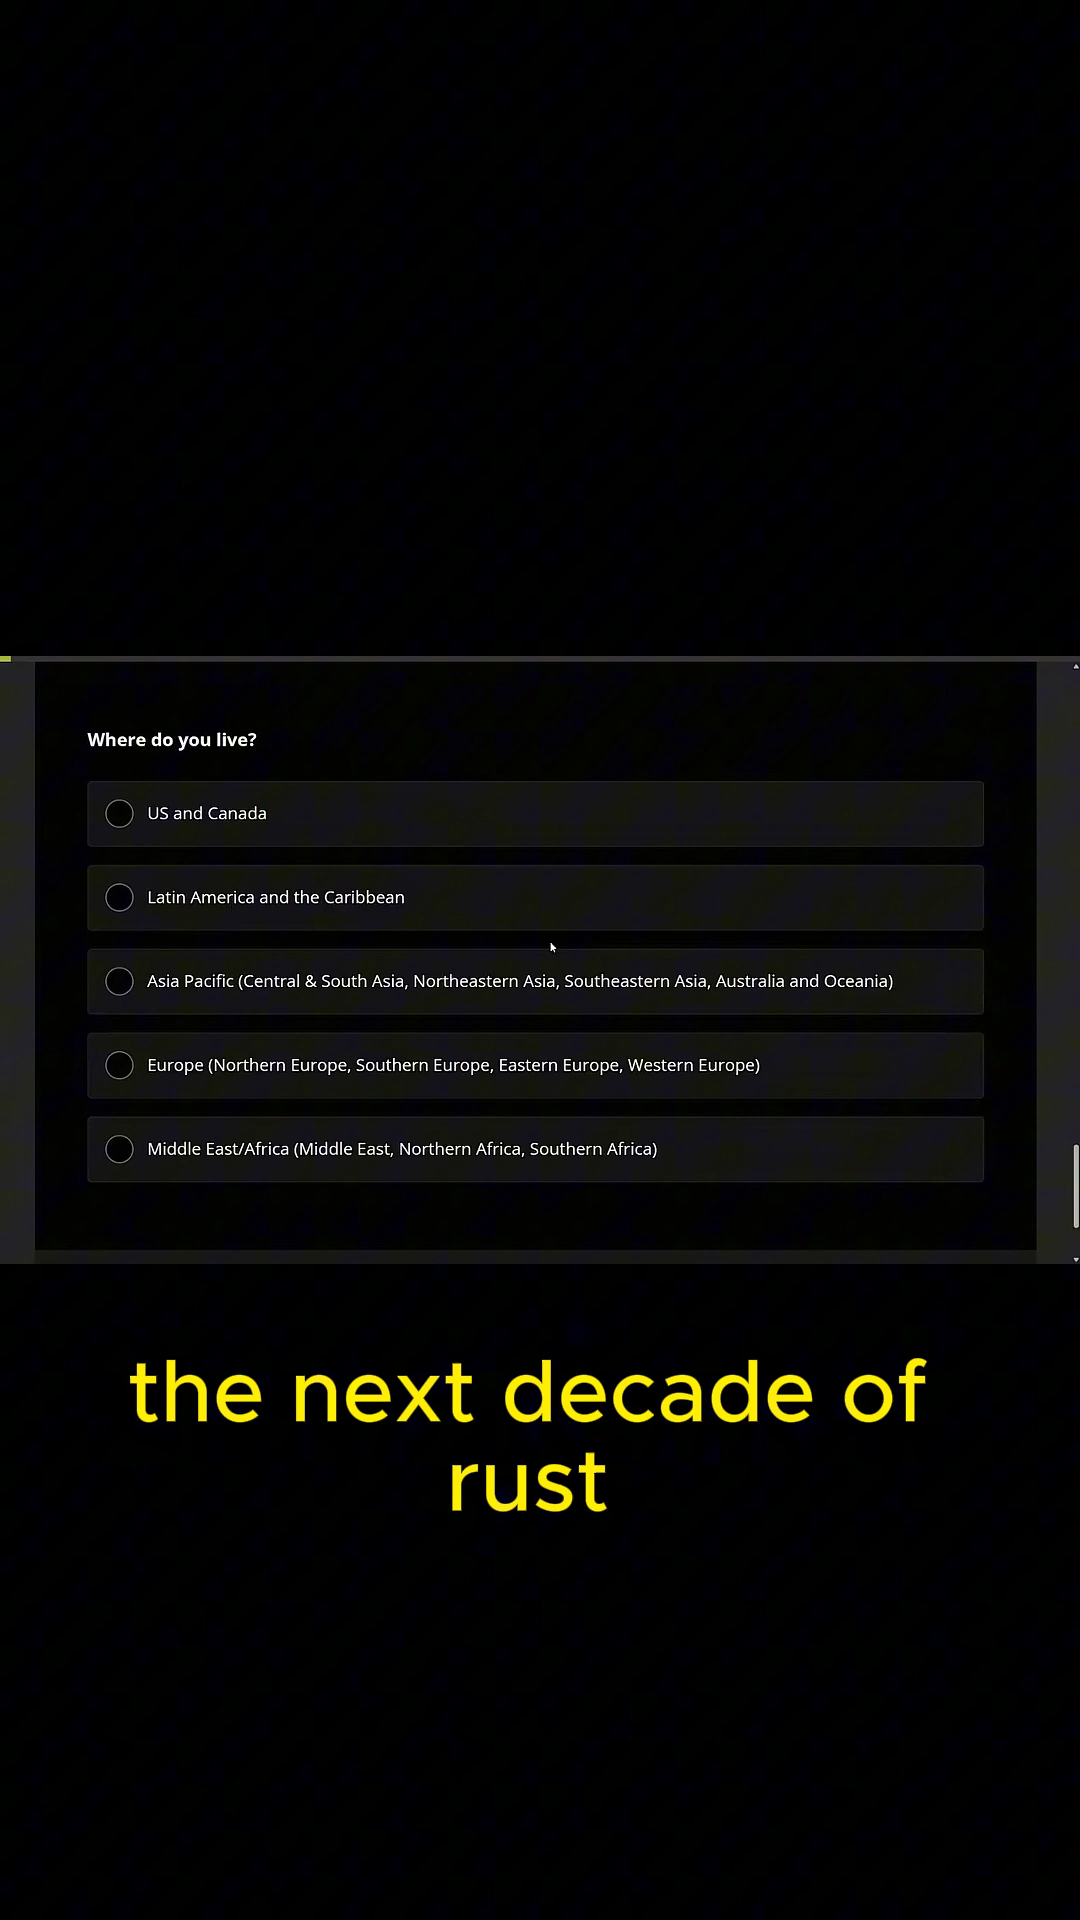 Where do you live?
US and Canada
Latin America and the Caribbean
Asia Pacific (Central & South Asia, Northeastern Asia, Southeastern Asia, Australia and Oceania)
Europe (Northern Europe, Southern Europe, Eastern Europe, Western Europe)
Middle East/Africa (Middle East, Northern Africa, Southern Africa)
the next decade of
rust